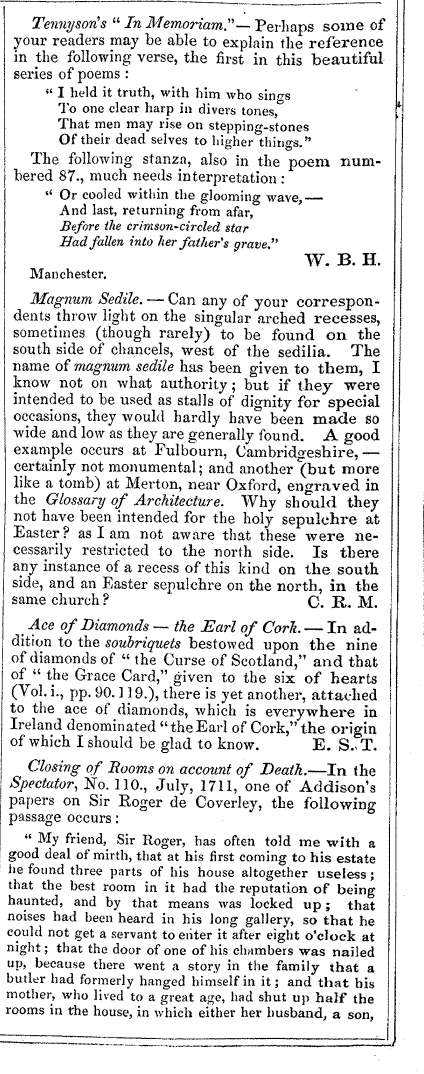 Tennyson's "In Memoriam."—Perhaps some of
your readers may be able to explain the reference
in the following verse, the first in this beautiful
series of poems :
"I held it truth, with him who sings
To one clear harp in divers tones,
That men may rise on stepping-stones
Of their dead selves to higher things."
The following stanza, also in the poem num-
bered 87., much needs interpretation :
"Or cooled within the glooming wave,—
And last, returning from afar,
Before the crimson-circled star
Had fallen into her father's grave."
W. B. H.
Manchester.
Magnum Sedile. — Can any of your correspon-
dents throw light on the singular arched recesses,
sometimes (though rarely) to be found on the
south side of chancels, west of the sedilia. The
name of magnum sedile has been given to them, I
know not on what authority; but if they were
intended to be used as stalls of dignity for special
occasions, they would hardly have been made so
wide and low as they are generally found. A good
example occurs at Fulbourn, Cambridgeshire,—
certainly not monumental; and another (but more
like a tomb) at Merton, near Oxford, engraved in
the Glossary of Architecture. Why should they
not have been intended for the holy sepulchre at
Easter? as I am not aware that these were ne-
cessarily restricted to the north side. Is there
any instance of a recess of this kind on the south
side, and an Easter sepulchre on the north, in the
same church? C. R. M.
Ace of Diamonds — the Earl of Cork. — In ad-
dition to the soubriquets bestowed upon the nine
of diamonds of "the Curse of Scotland," and that
of "the Grace Card," given to the six of hearts
(Vol. i., pp. 90. 119.), there is yet another, attached
to the ace of diamonds, which is everywhere in
Ireland denominated "the Earl of Cork," the origin
of which I should be glad to know. E. S. T.
Closing of Rooms on account of Death.—In the
Spectator, No. 110., July, 1711, one of Addison's
papers on Sir Roger de Coverley, the following
passage occurs :
"My friend, Sir Roger, has often told me with a
good deal of mirth, that at his first coming to his estate
he found three parts of his house altogether useless;
that the best room in it had the reputation of being
haunted, and by that means was locked up; that
noises had been heard in his long gallery, so that he
could not get a servant to enter it after eight o'clock at
night; that the door of one of his chambers was nailed
up, because there went a story in the family that a
butler had formerly hanged himself in it; and that his
mother, who lived to a great age, had shut up half the
rooms in the house, in which either her husband, a son,